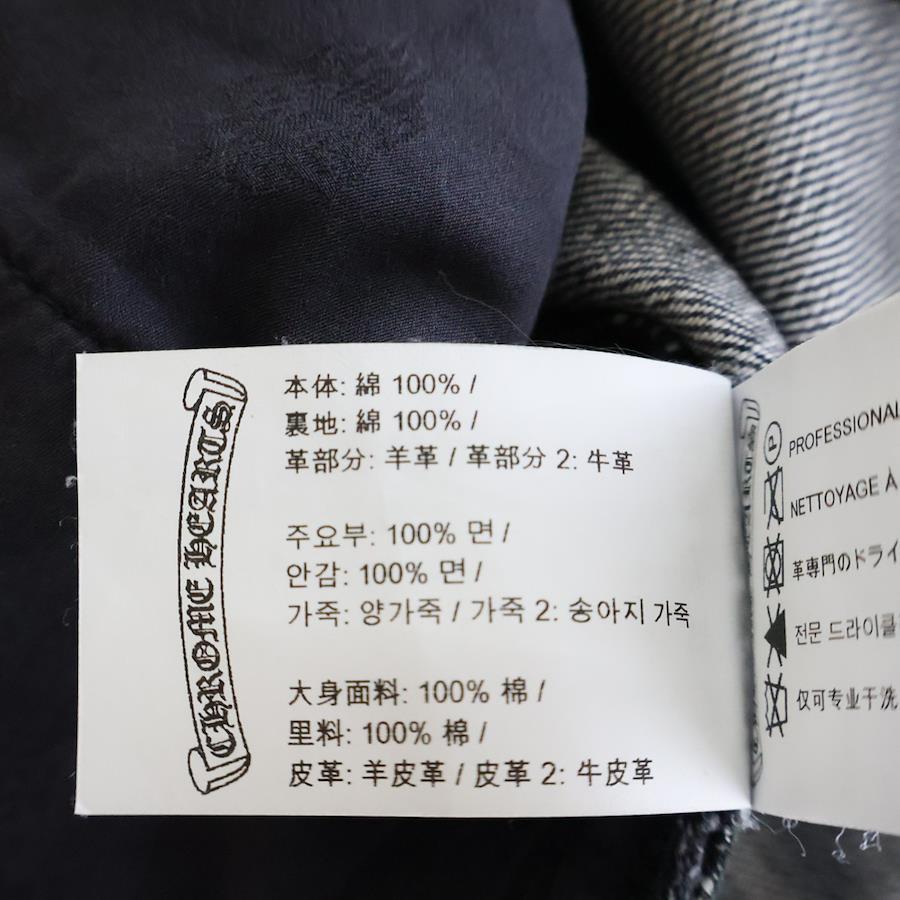 CHROME HEARTS
本体: 綿 100% /
裏地: 綿 100% /
革部分: 羊革 / 革部分 2: 牛革
주요부: 100% 면 /
안감: 100% 면 /
가죽: 양가죽 / 가죽 2: 송아지 가죽
大身面料: 100% 棉 /
里料: 100% 棉 /
皮革: 羊皮革 / 皮革 2: 牛皮革
P PROFESSIONAL
NETTOYAGE À
革専門のドライ
전문 드라이클
仅可专业干洗